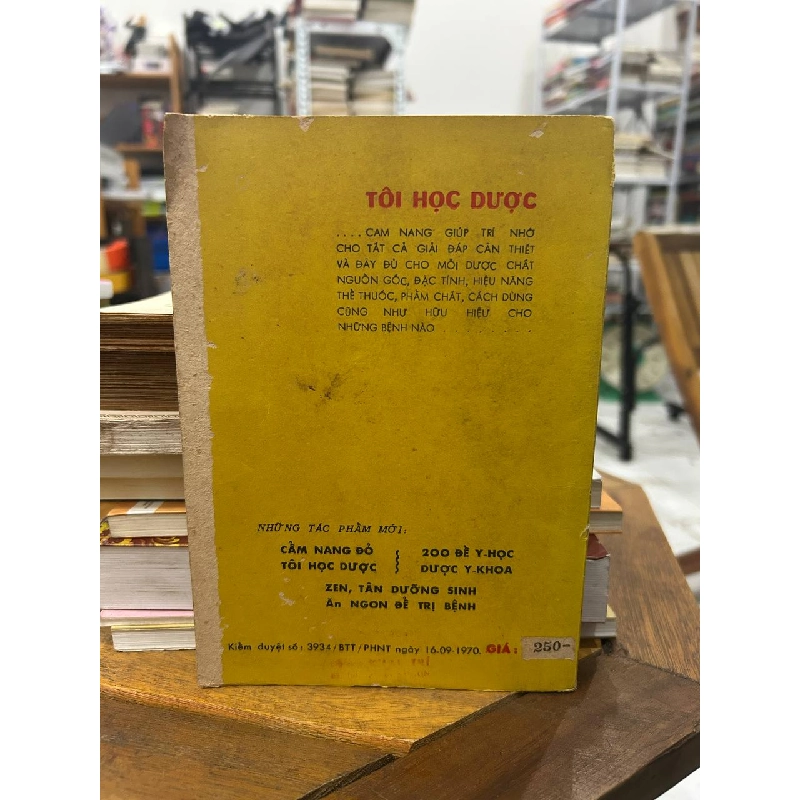 TÔI HỌC DƯỢC
.... CẨM NANG GIÚP TRÍ NHỚ
CHO TẤT CẢ GIẢI ĐÁP CẦN THIẾT
VÀ ĐẦY ĐỦ CHO MỖI DƯỢC CHẤT
NGUỒN GỐC, ĐẶC TÍNH, HIỆU NĂNG
THỂ THUỐC, PHẨM CHẤT, CÁCH DÙNG
CŨNG NHƯ HỮU HIỆU CHO
NHỮNG BỆNH NÀO . . . . . . . . . .
NHỮNG TÁC PHẨM MỚI:
CẨM NANG ĐỎ
TÔI HỌC DƯỢC
200 ĐỀ Y-HỌC
DƯỢC Y-KHOA
ZEN, TÂN DƯỠNG SINH
Ăn NGON ĐỂ TRỊ BỆNH
Kiểm duyệt số: 3934/BTT/PHNT ngày 16-09-1970. GIÁ: 250-